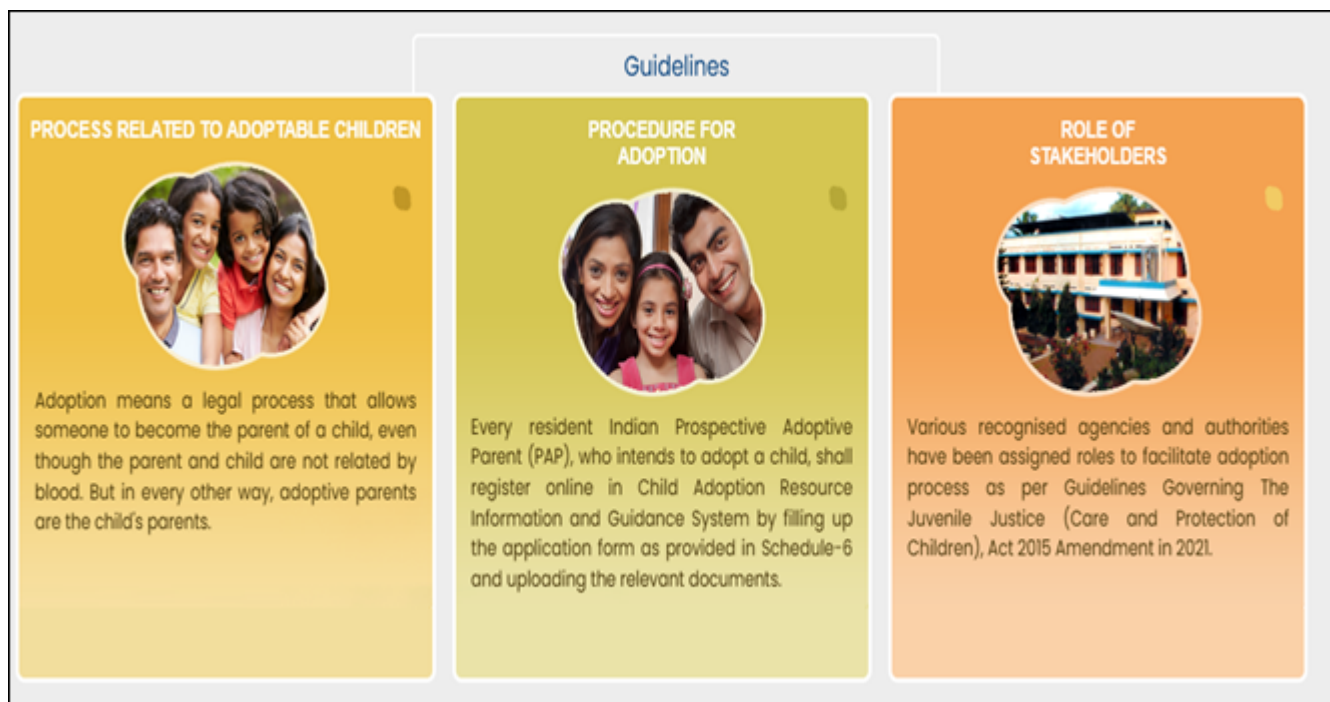 Guidelines
PROCESS RELATED TO ADOPTABLE CHILDREN
Adoption means a legal process that allows
someone to become the parent of a child, even
though the parent and child are not related by
blood. But in every other way, adoptive parents
are the child's parents.
PROCEDURE FOR
ADOPTION
Every resident Indian Prospective Adoptive
Parent (PAP), who intends to adopt a child, shall
register online in Child Adoption Resource
Information and Guidance System by filling up
the application form as provided in Schedule-6
and uploading the relevant documents.
ROLE OF
STAKEHOLDERS
Various recognised agencies and authorities
have been assigned roles to facilitate adoption
process as per Guidelines Governing The
Juvenile Justice (Care and Protection of
Children), Act 2015 Amendment in 2021.